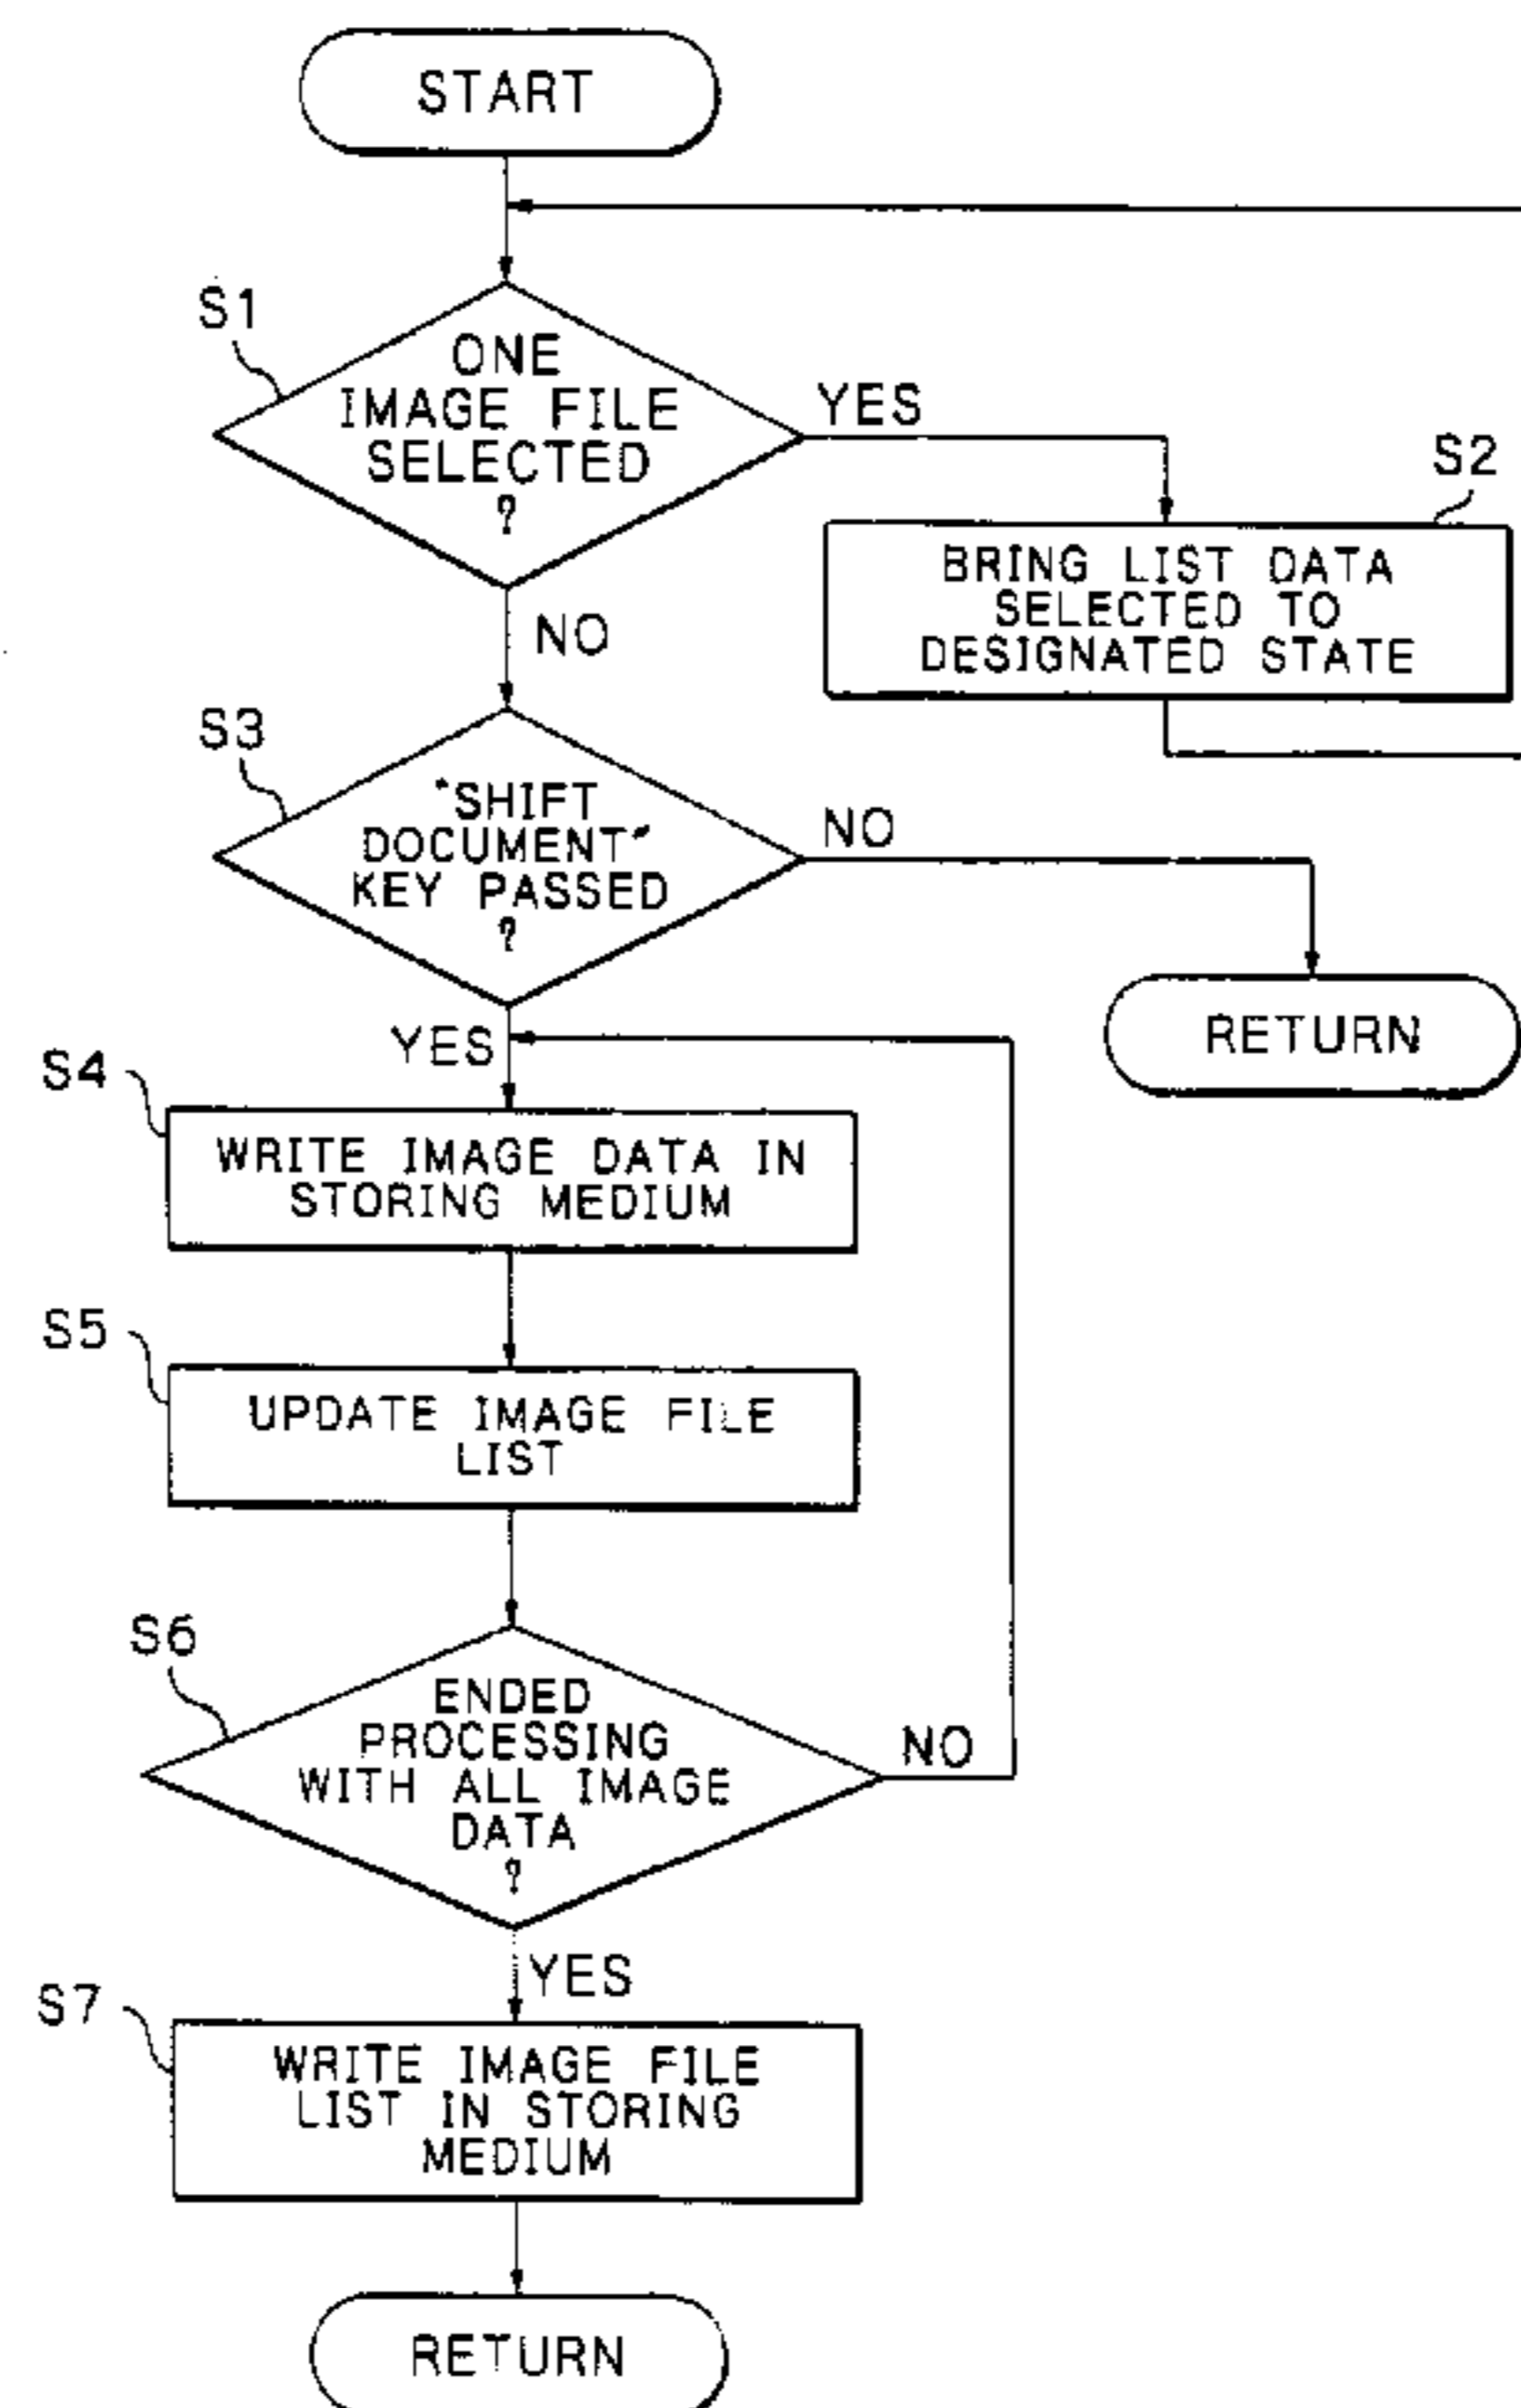 START
S1
ONE
IMAGE FILE
SELECTED
?
YES
S2
BRING LIST DATA
SELECTED TO
DESIGNATED STATE
NO
S3
"SHIFT
DOCUMENT"
KEY PASSED
?
NO
RETURN
YES
S4
WRITE IMAGE DATA IN
STORING MEDIUM
S5
UPDATE IMAGE FILE
LIST
S6
ENDED
PROCESSING
WITH ALL IMAGE
DATA
?
NO
YES
S7
WRITE IMAGE FILE
LIST IN STORING
MEDIUM
RETURN